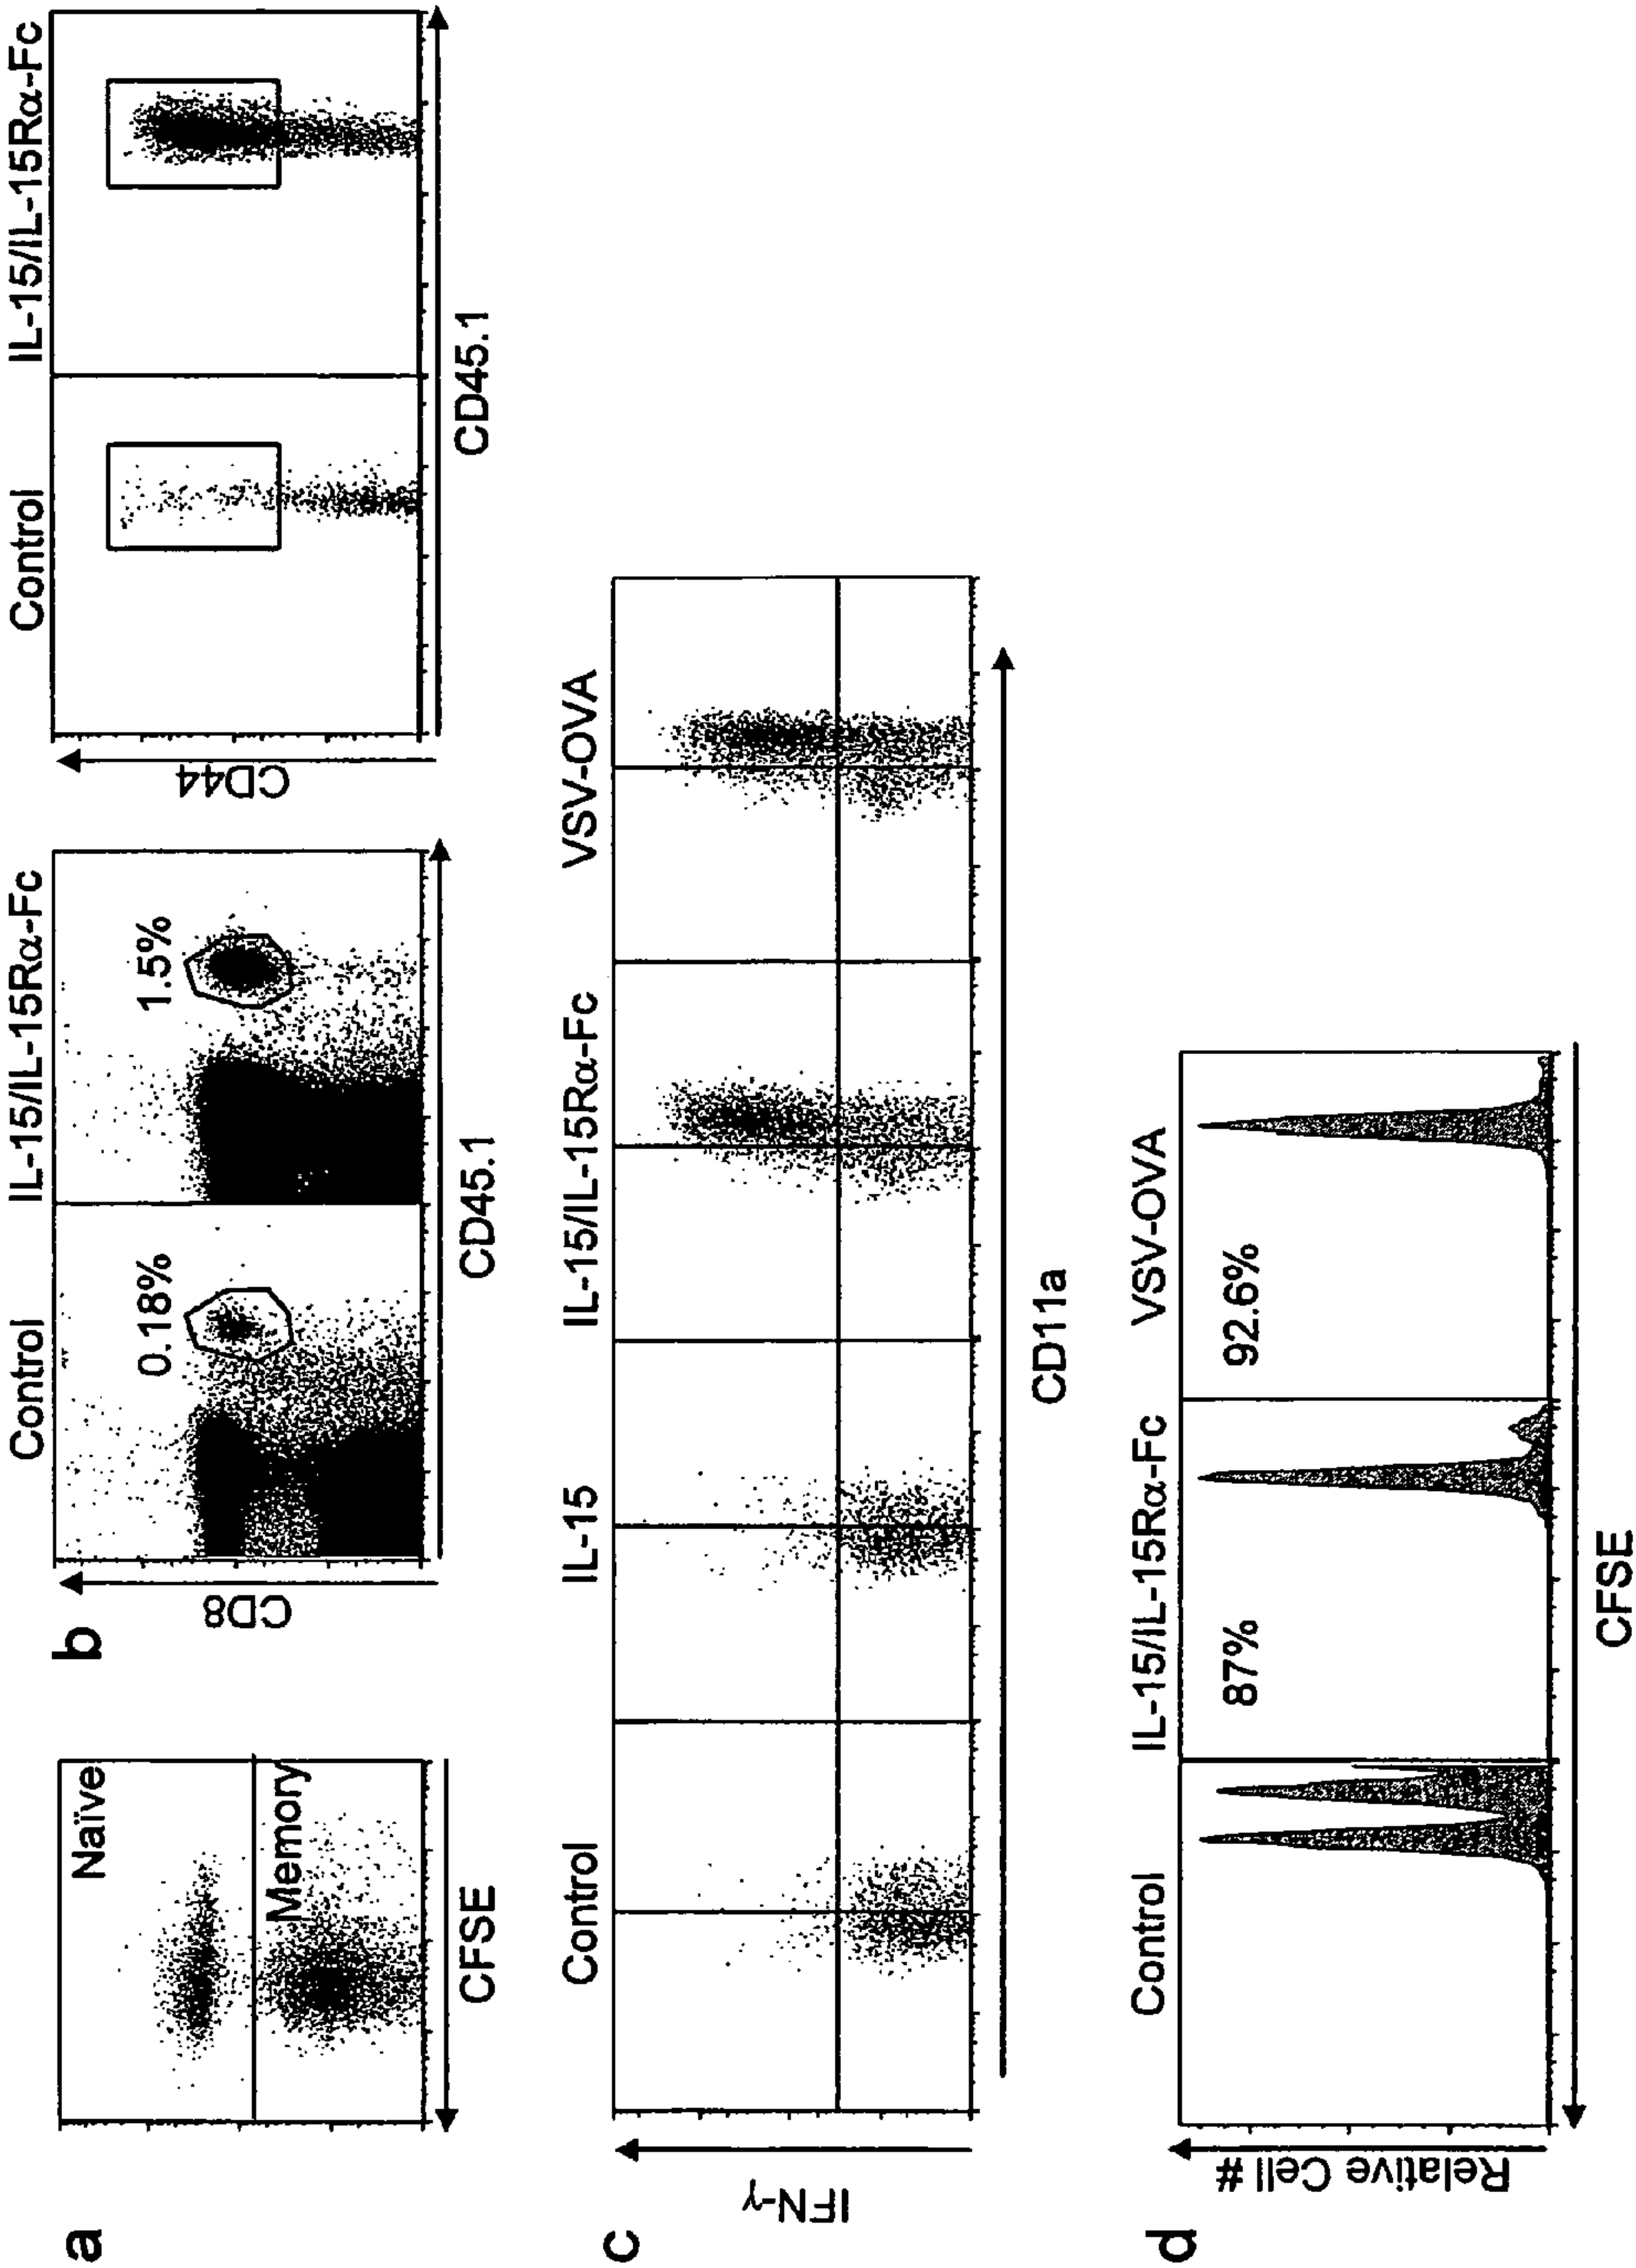 a
Naïve
Memory
CFSE
b
Control
IL-15/IL-15Rα-Fc
0.18%
1.5%
CD8
CD45.1
Control
IL-15/IL-15Rα-Fc
CD44
CD45.1
c
Control
IL-15
IL-15/IL-15Rα-Fc
VSV-OVA
IFN-γ
CD11a
d
Control
IL-15/IL-15Rα-Fc
VSV-OVA
87%
92.6%
Relative Cell #
CFSE